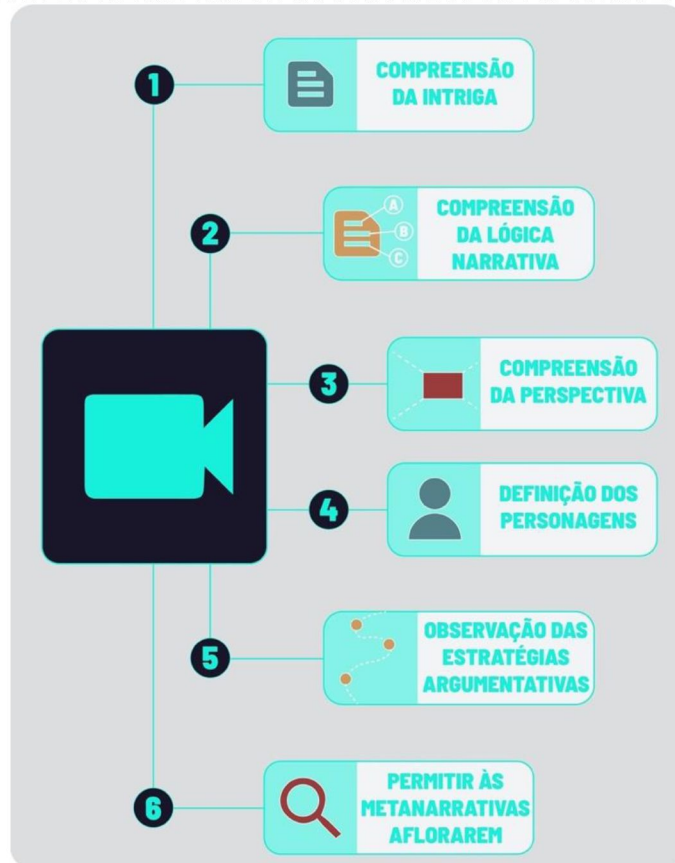 1
COMPREENSÃO
DA INTRIGA
2
A
B
C
COMPREENSÃO
DA LÓGICA
NARRATIVA
3
COMPREENSÃO
DA PERSPECTIVA
4
DEFINIÇÃO DOS
PERSONAGENS
5
OBSERVAÇÃO DAS
ESTRATÉGIAS
ARGUMENTATIVAS
6
PERMITIR ÀS
METANARRATIVAS
AFLORAREM